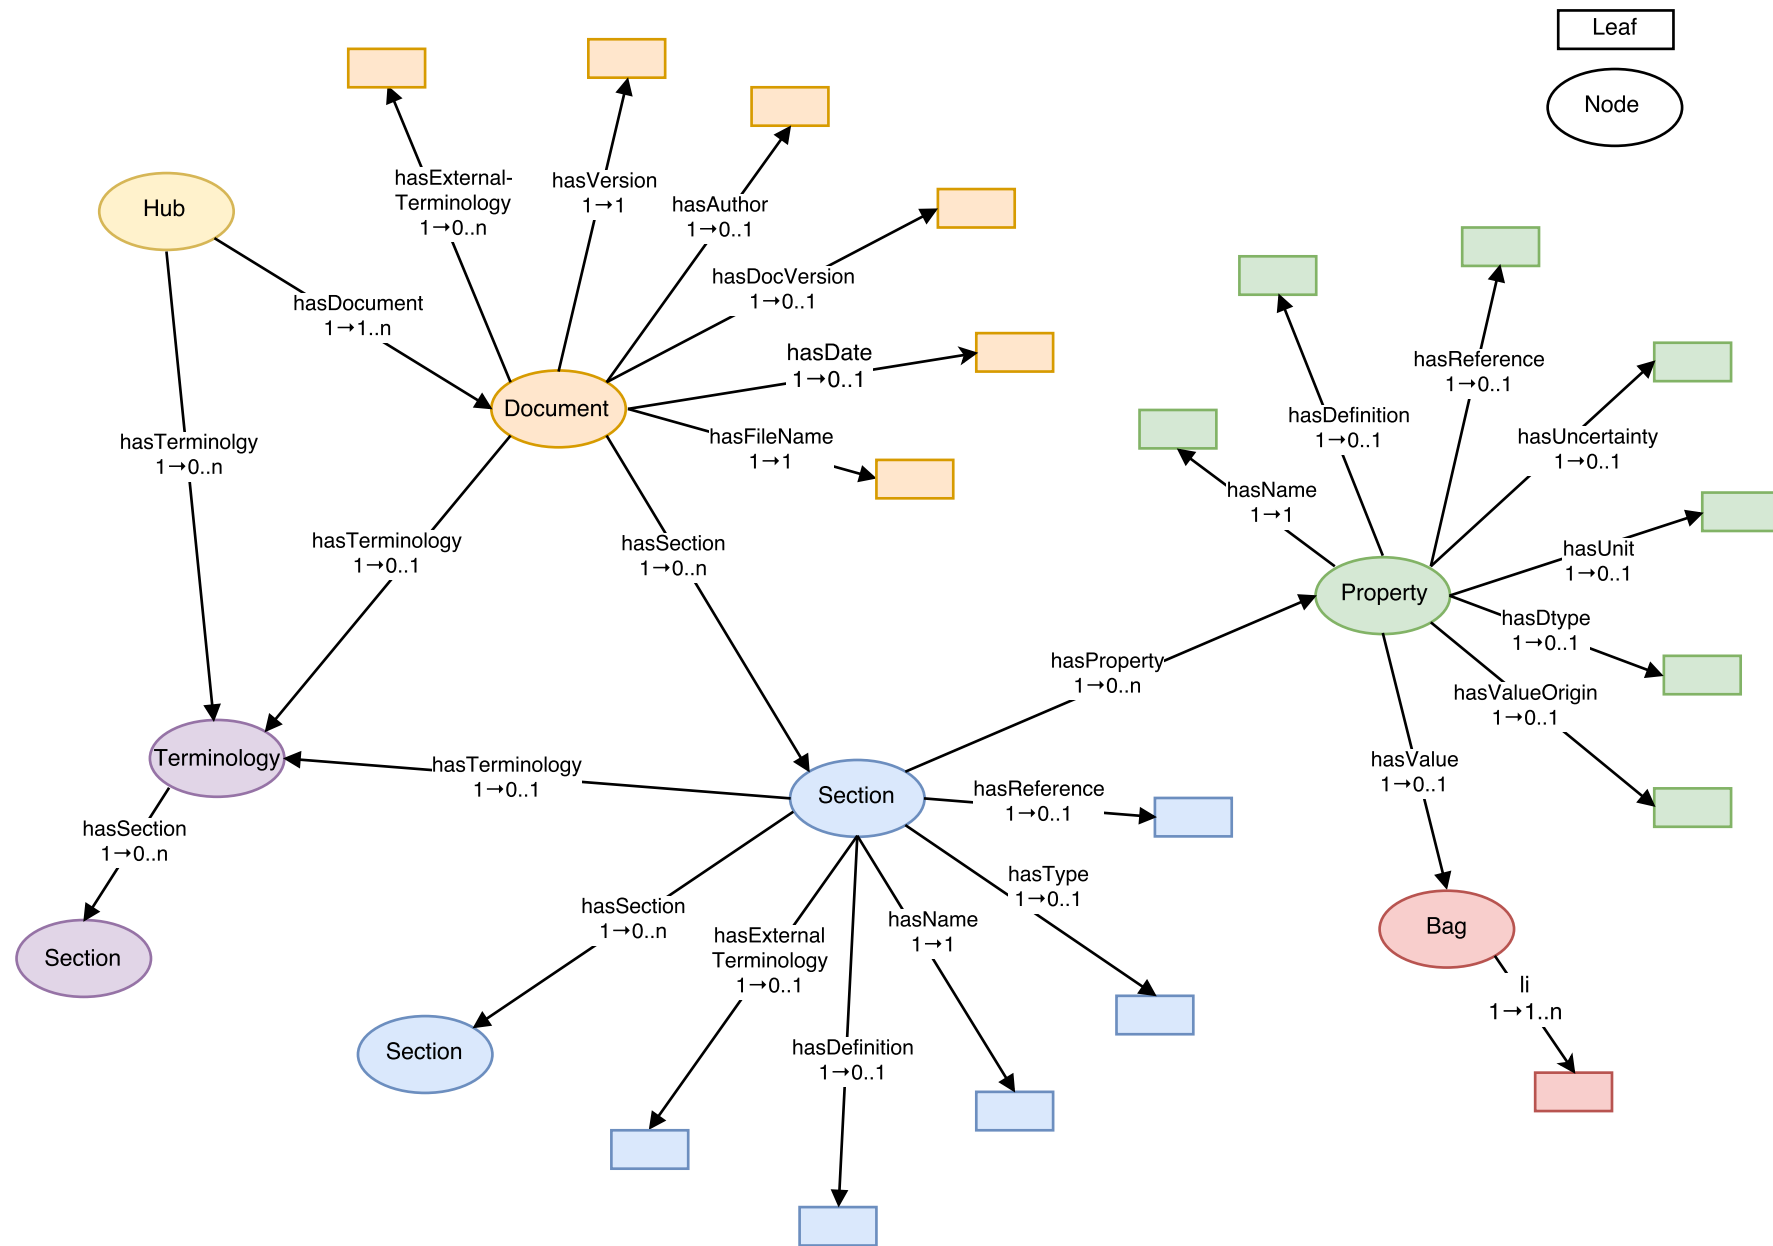 Leaf
Node
hasExternal-
Terminology
1→0..n
hasVersion
1→1
hasAuthor
1→0..1
Hub
hasDocVersion
1→0..1
hasDocument
1→1..n
hasDate
1→0..1
Document
hasFileName
1→1
hasTerminolgy
1→0..n
hasTerminology
1→0..1
hasSection
1→0..n
hasReference
1→0..1
hasDefinition
1→0..1
hasUncertainty
1→0..1
hasName
1→1
hasUnit
1→0..1
Property
hasDtype
1→0..1
hasProperty
1→0..n
hasValueOrigin
1→0..1
hasValue
1→0..1
Terminology
hasTerminology
1→0..1
Section
hasReference
1→0..1
hasSection
1→0..n
Section
hasSection
1→0..n
hasExternal
Terminology
1→0..1
hasName
1→1
hasType
1→0..1
Bag
li
1→1..n
Section
hasDefinition
1→0..1